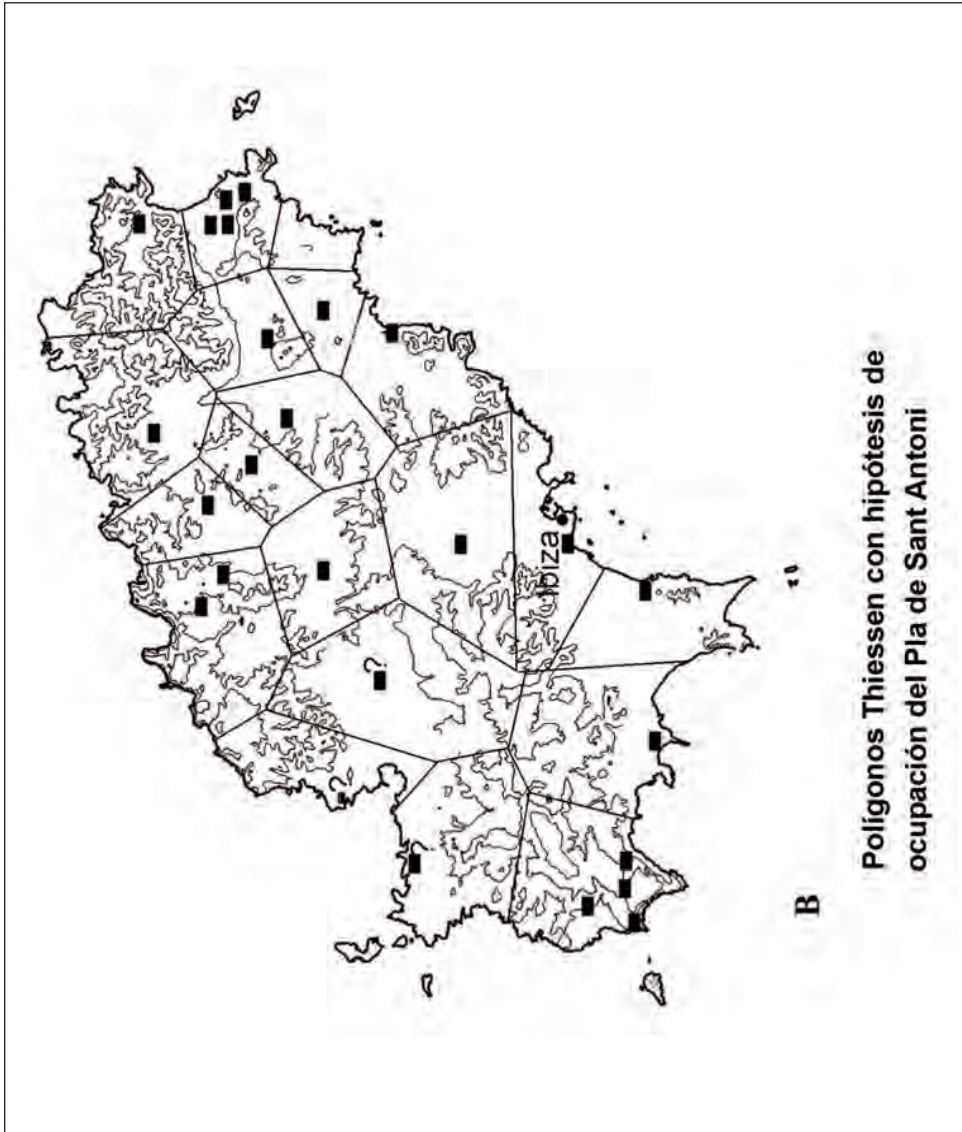 ?
?
?
Ibiza
B
Polígonos Thiessen con hipótesis de
ocupación del Pla de Sant Antoni